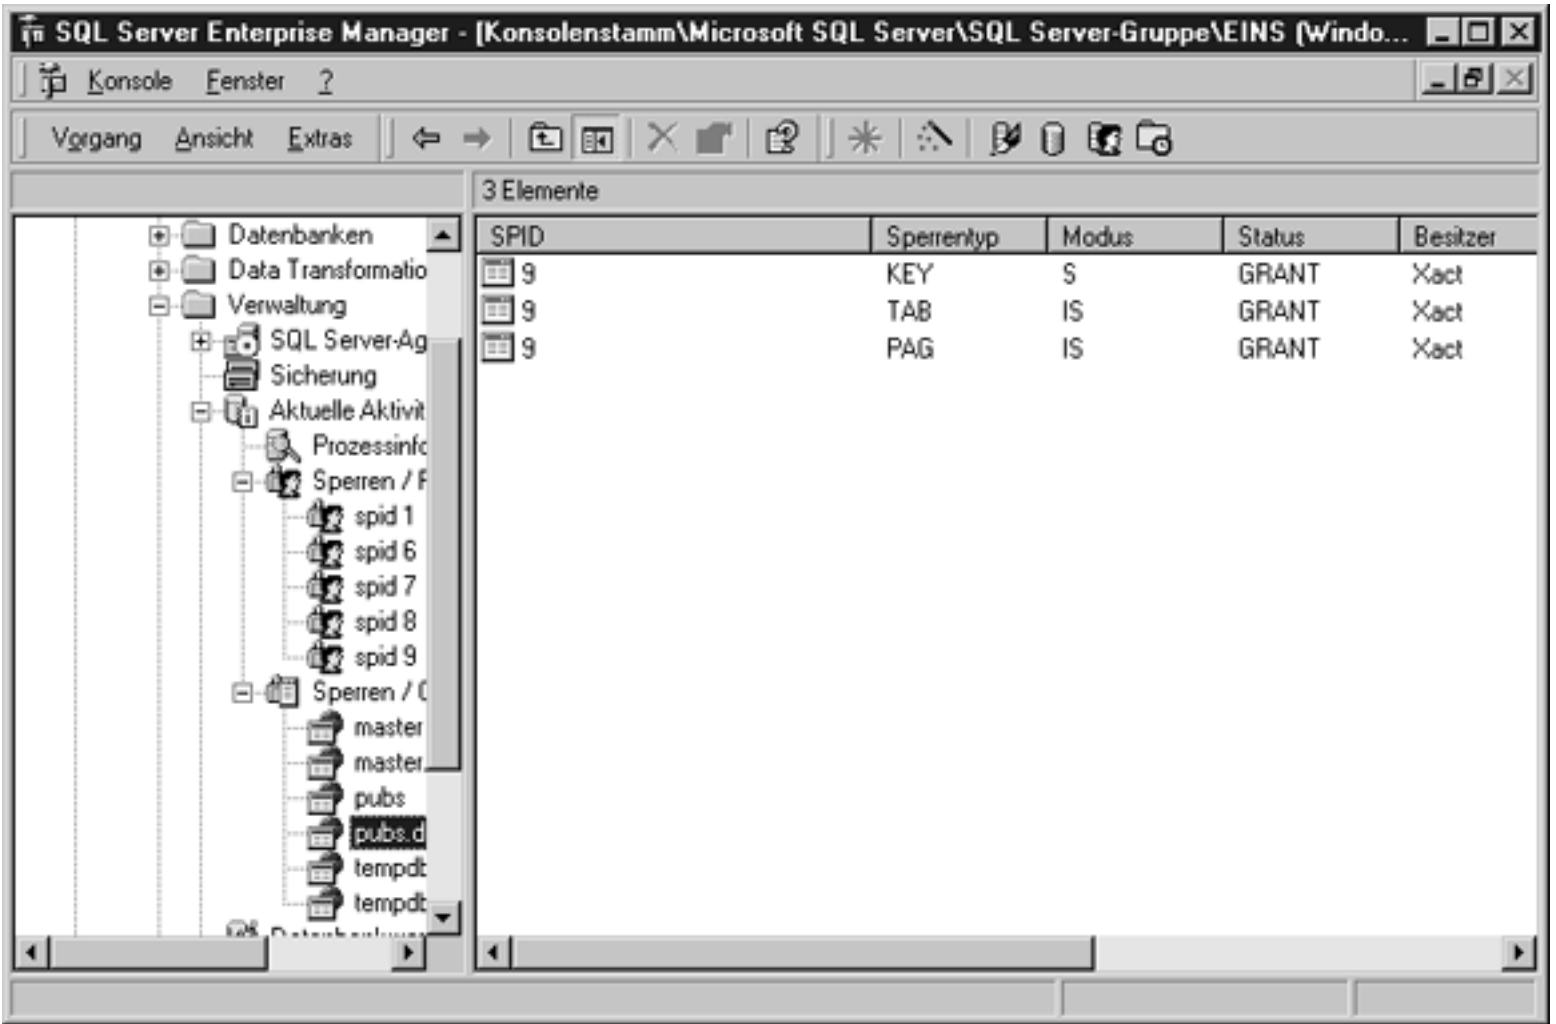 SQL Server Enterprise Manager - [Konsolenstamm\Microsoft SQL Server\SQL Server-Gruppe\EINS (Windo...
Konsole Fenster ?
Vorgang Ansicht Extras
3 Elemente
Datenbanken
Data Transformatio
Verwaltung
SQL Server-Ag
Sicherung
Aktuelle Aktivit
Prozessinfo
Sperren / P
spid 1
spid 6
spid 7
spid 8
spid 9
Sperren / O
master
master.
pubs
pubs.d
tempdb
tempdb
SPID Sperrentyp Modus Status Besitzer
9 KEY S GRANT Xact
9 TAB IS GRANT Xact
9 PAG IS GRANT Xact